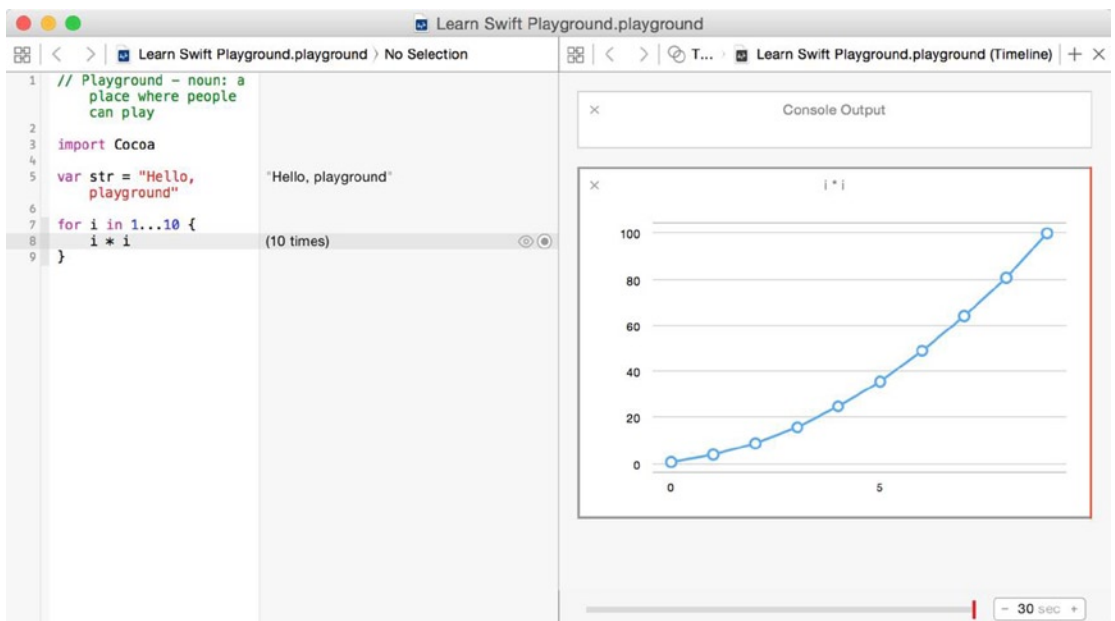 Learn Swift Playground.playground
Learn Swift Playground.playground › No Selection
1 // Playground – noun: a
place where people
can play
2
3 import Cocoa
4
5 var str = "Hello,
playground"
6
7 for i in 1...10 {
8 i * i
9 }
"Hello, playground"
(10 times)
T... › Learn Swift Playground.playground (Timeline) + ×
× Console Output
× i * i
100
80
60
40
20
0
0 5
- 30 sec +